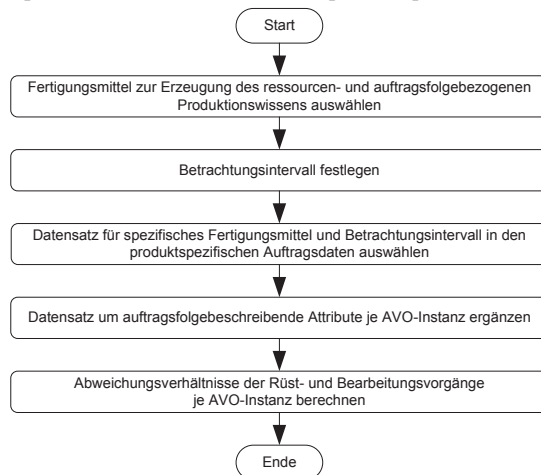 Start
Fertigungsmittel zur Erzeugung des ressourcen- und auftragsfolgebezogenen
Produktionswissens auswählen
Betrachtungsintervall festlegen
Datensatz für spezifisches Fertigungsmittel und Betrachtungsintervall in den
produktspezifischen Auftragsdaten auswählen
Datensatz um auftragsfolgebeschreibende Attribute je AVO-Instanz ergänzen
Abweichungsverhältnisse der Rüst- und Bearbeitungsvorgänge
je AVO-Instanz berechnen
Ende